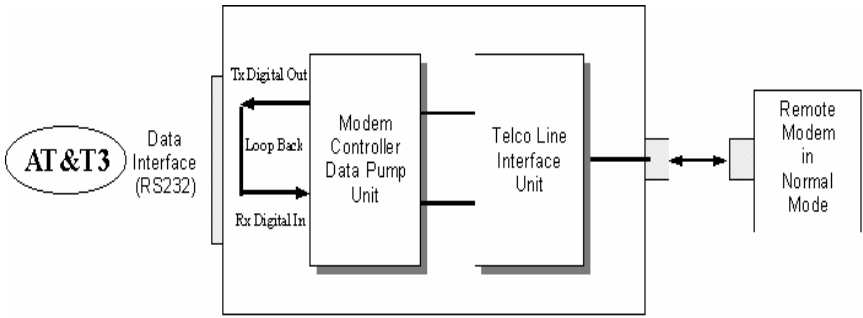 AT&T3
Data
Interface
(RS232)
Tx Digital Out
Loop Back
Rx Digital In
Modem
Controller
Data Pump
Unit
Telco Line
Interface
Unit
Remote
Modem
in
Normal
Mode